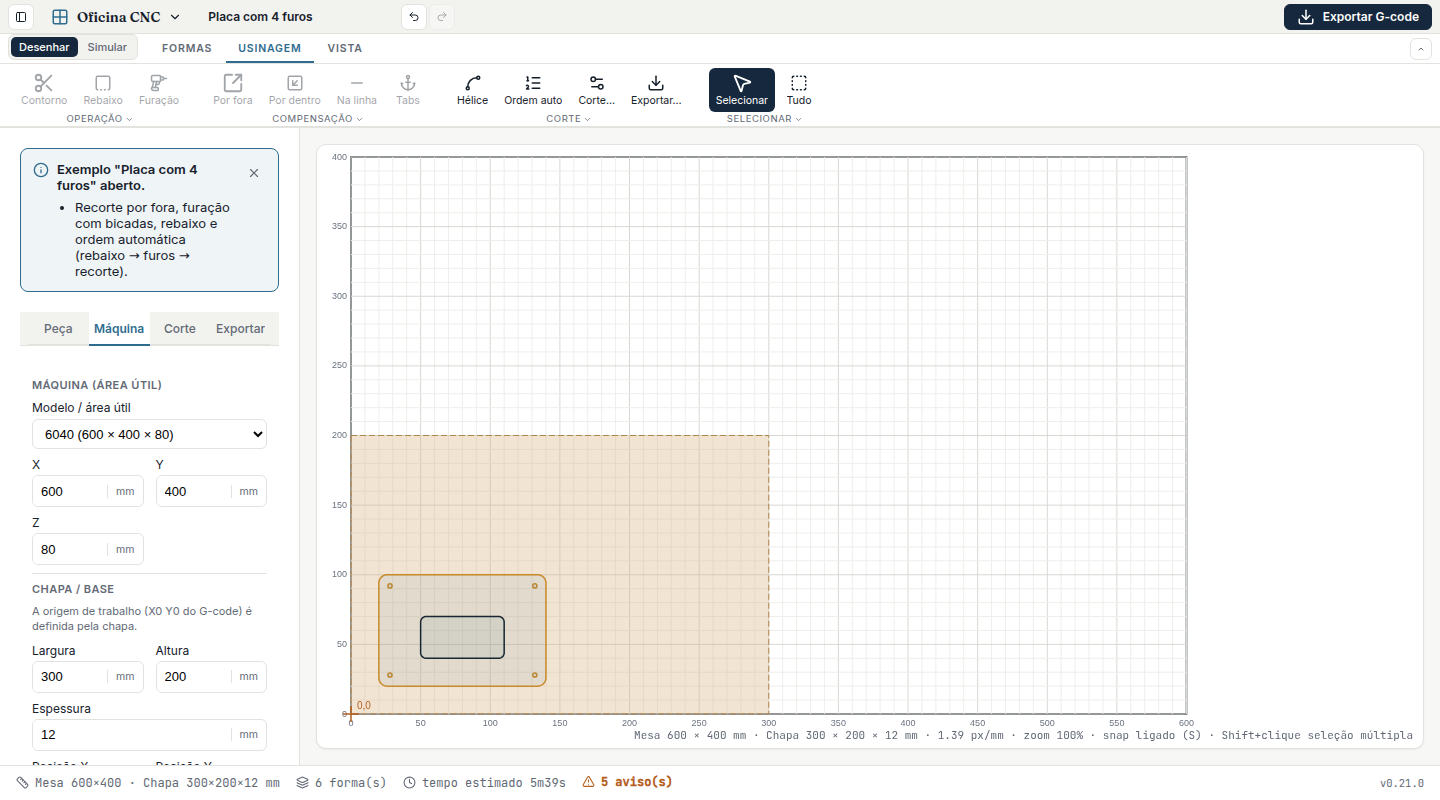 Oficina CNC
Placa com 4 furos
Exportar G-code
Desenhar
Simular
FORMAS
USINAGEM
VISTA
Contorno
Rebaixo
Furação
Por fora
Por dentro
Na linha
Tabs
Hélice
Ordem auto
Corte...
Exportar...
Selecionar
Tudo
OPERAÇÃO
COMPENSAÇÃO
CORTE
SELECIONAR
Exemplo "Placa com 4
furos" aberto.
• Recorte por fora, furação
com bicadas, rebaixo e
ordem automática
(rebaixo → furos →
recorte).
Peça
Máquina
Corte
Exportar
MÁQUINA (ÁREA ÚTIL)
Modelo / área útil
6040 (600 × 400 × 80)
X
Y
600 mm
400 mm
Z
80 mm
CHAPA / BASE
A origem de trabalho (X0 Y0 do G-code) é
definida pela chapa.
Largura
Altura
300 mm
200 mm
Espessura
12 mm
400
350
300
250
200
150
100
50
0
0,0
0 50 100 150 200 250 300 350 400 450 500 550 600
Mesa 600 × 400 mm · Chapa 300 × 200 × 12 mm · 1.39 px/mm · zoom 100% · snap ligado (S) · Shift+clique seleção múltipla
Mesa 600×400 · Chapa 300×200×12 mm
6 forma(s)
tempo estimado 5m39s
5 aviso(s)
v0.21.0